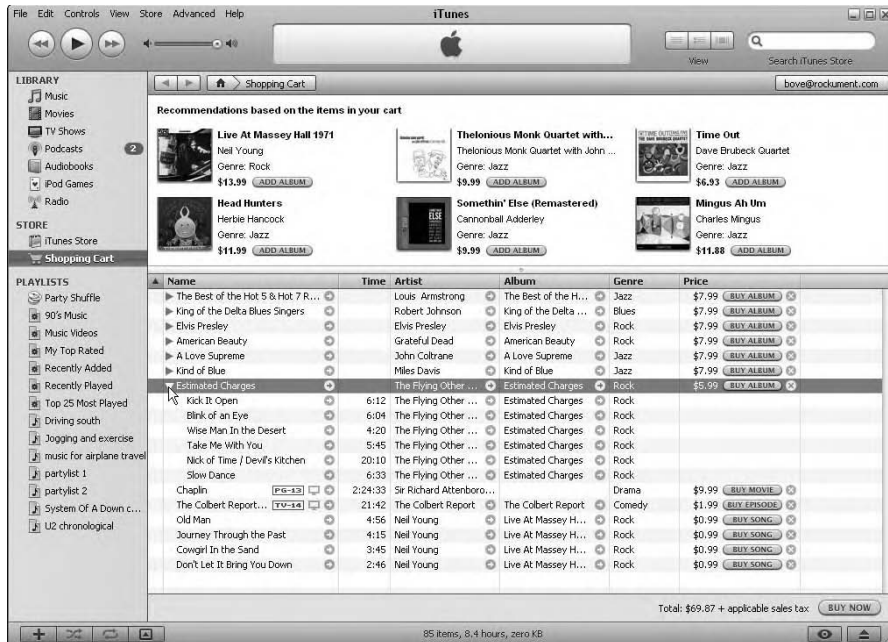 File Edit Controls View Store Advanced Help
iTunes
View
Search iTunes Store
LIBRARY
Music
Movies
TV Shows
Podcasts 2
Audiobooks
iPod Games
Radio
STORE
iTunes Store
Shopping Cart
PLAYLISTS
Party Shuffle
90's Music
Music Videos
My Top Rated
Recently Added
Recently Played
Top 25 Most Played
Driving south
Jogging and exercise
music for airplane travel
partylist 1
partylist 2
System Of A Down c...
U2 chronological
Shopping Cart
bove@rockument.com
Recommendations based on the items in your cart
Live At Massey Hall 1971
Neil Young
Genre: Rock
$13.99 ADD ALBUM
Thelonious Monk Quartet with...
Thelonious Monk Quartet with John ...
Genre: Jazz
$9.99 ADD ALBUM
Time Out
Dave Brubeck Quartet
Genre: Jazz
$6.93 ADD ALBUM
Head Hunters
Herbie Hancock
Genre: Jazz
$11.99 ADD ALBUM
Somethin' Else (Remastered)
Cannonball Adderley
Genre: Jazz
$9.99 ADD ALBUM
Mingus Ah Um
Charles Mingus
Genre: Jazz
$11.88 ADD ALBUM
Name Time Artist Album Genre Price
The Best of the Hot 5 & Hot 7 R... Louis Armstrong The Best of the H... Jazz $7.99 BUY ALBUM
King of the Delta Blues Singers Robert Johnson King of the Delta ... Blues $7.99 BUY ALBUM
Elvis Presley Elvis Presley Elvis Presley Rock $7.99 BUY ALBUM
American Beauty Grateful Dead American Beauty Rock $7.99 BUY ALBUM
A Love Supreme John Coltrane A Love Supreme Jazz $7.99 BUY ALBUM
Kind of Blue Miles Davis Kind of Blue Jazz $7.99 BUY ALBUM
Estimated Charges The Flying Other ... Estimated Charges Rock $5.99 BUY ALBUM
Kick It Open 6:12 The Flying Other ... Estimated Charges Rock
Blink of an Eye 6:04 The Flying Other ... Estimated Charges Rock
Wise Man In the Desert 4:20 The Flying Other ... Estimated Charges Rock
Take Me With You 5:45 The Flying Other ... Estimated Charges Rock
Nick of Time / Devil's Kitchen 20:10 The Flying Other ... Estimated Charges Rock
Slow Dance 6:33 The Flying Other ... Estimated Charges Rock
Chaplin PG-13 2:24:33 Sir Richard Attenboro... Drama $9.99 BUY MOVIE
The Colbert Report... TV-14 21:42 The Colbert Report The Colbert Report Comedy $1.99 BUY EPISODE
Old Man 4:56 Neil Young Live At Massey H... Rock $0.99 BUY SONG
Journey Through the Past 4:15 Neil Young Live At Massey H... Rock $0.99 BUY SONG
Cowgirl In the Sand 3:45 Neil Young Live At Massey H... Rock $0.99 BUY SONG
Don't Let It Bring You Down 2:46 Neil Young Live At Massey H... Rock $0.99 BUY SONG
Total: $69.87 + applicable sales tax BUY NOW
85 items, 8.4 hours, zero KB